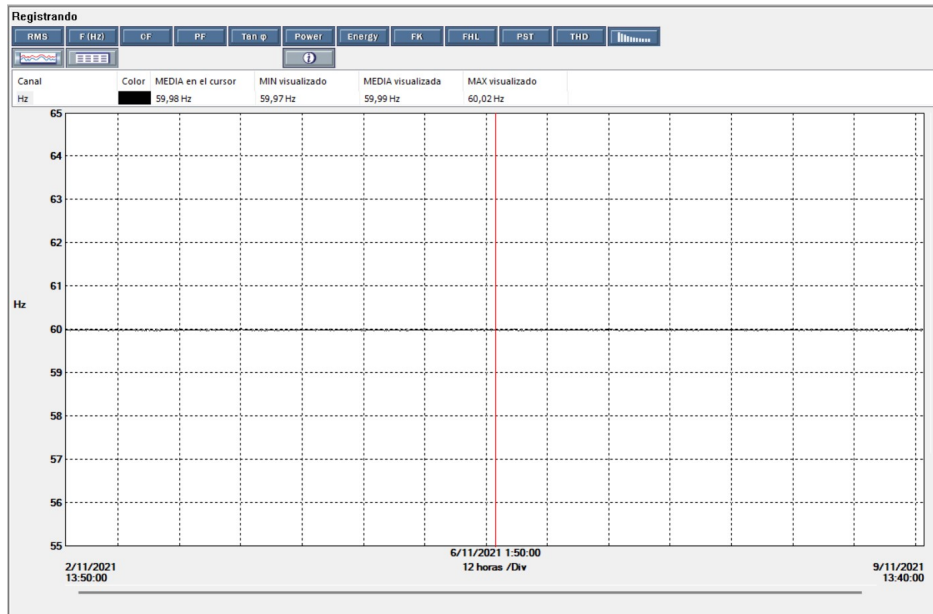 Registrando
RMS F (Hz) CF PF Tan φ Power Energy FK FHL PST THD
Canal Color MEDIA en el cursor MIN visualizado MEDIA visualizada MAX visualizado
Hz 59,98 Hz 59,97 Hz 59,99 Hz 60,02 Hz
65
64
63
62
61
Hz
60
59
58
57
56
55
6/11/2021 1:50:00
2/11/2021 12 horas /Div 9/11/2021
13:50:00 13:40:00